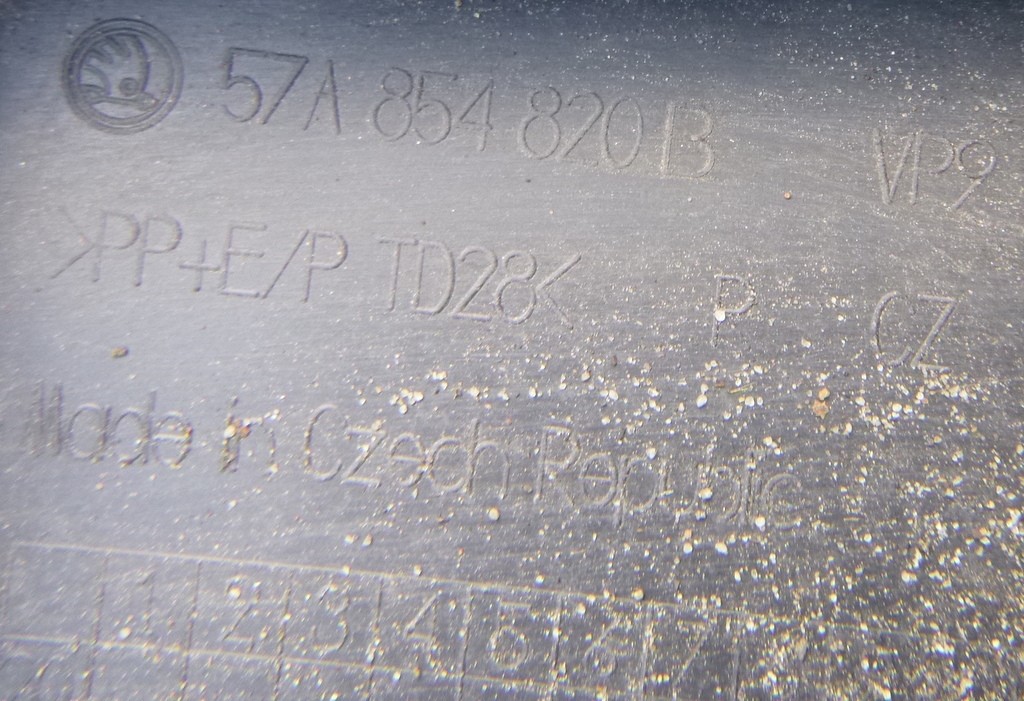 57A 854 820 B VP9
>PP+E/P TD28< P CZ
Made in Czech Republic
1 2 3 4 5 6 7